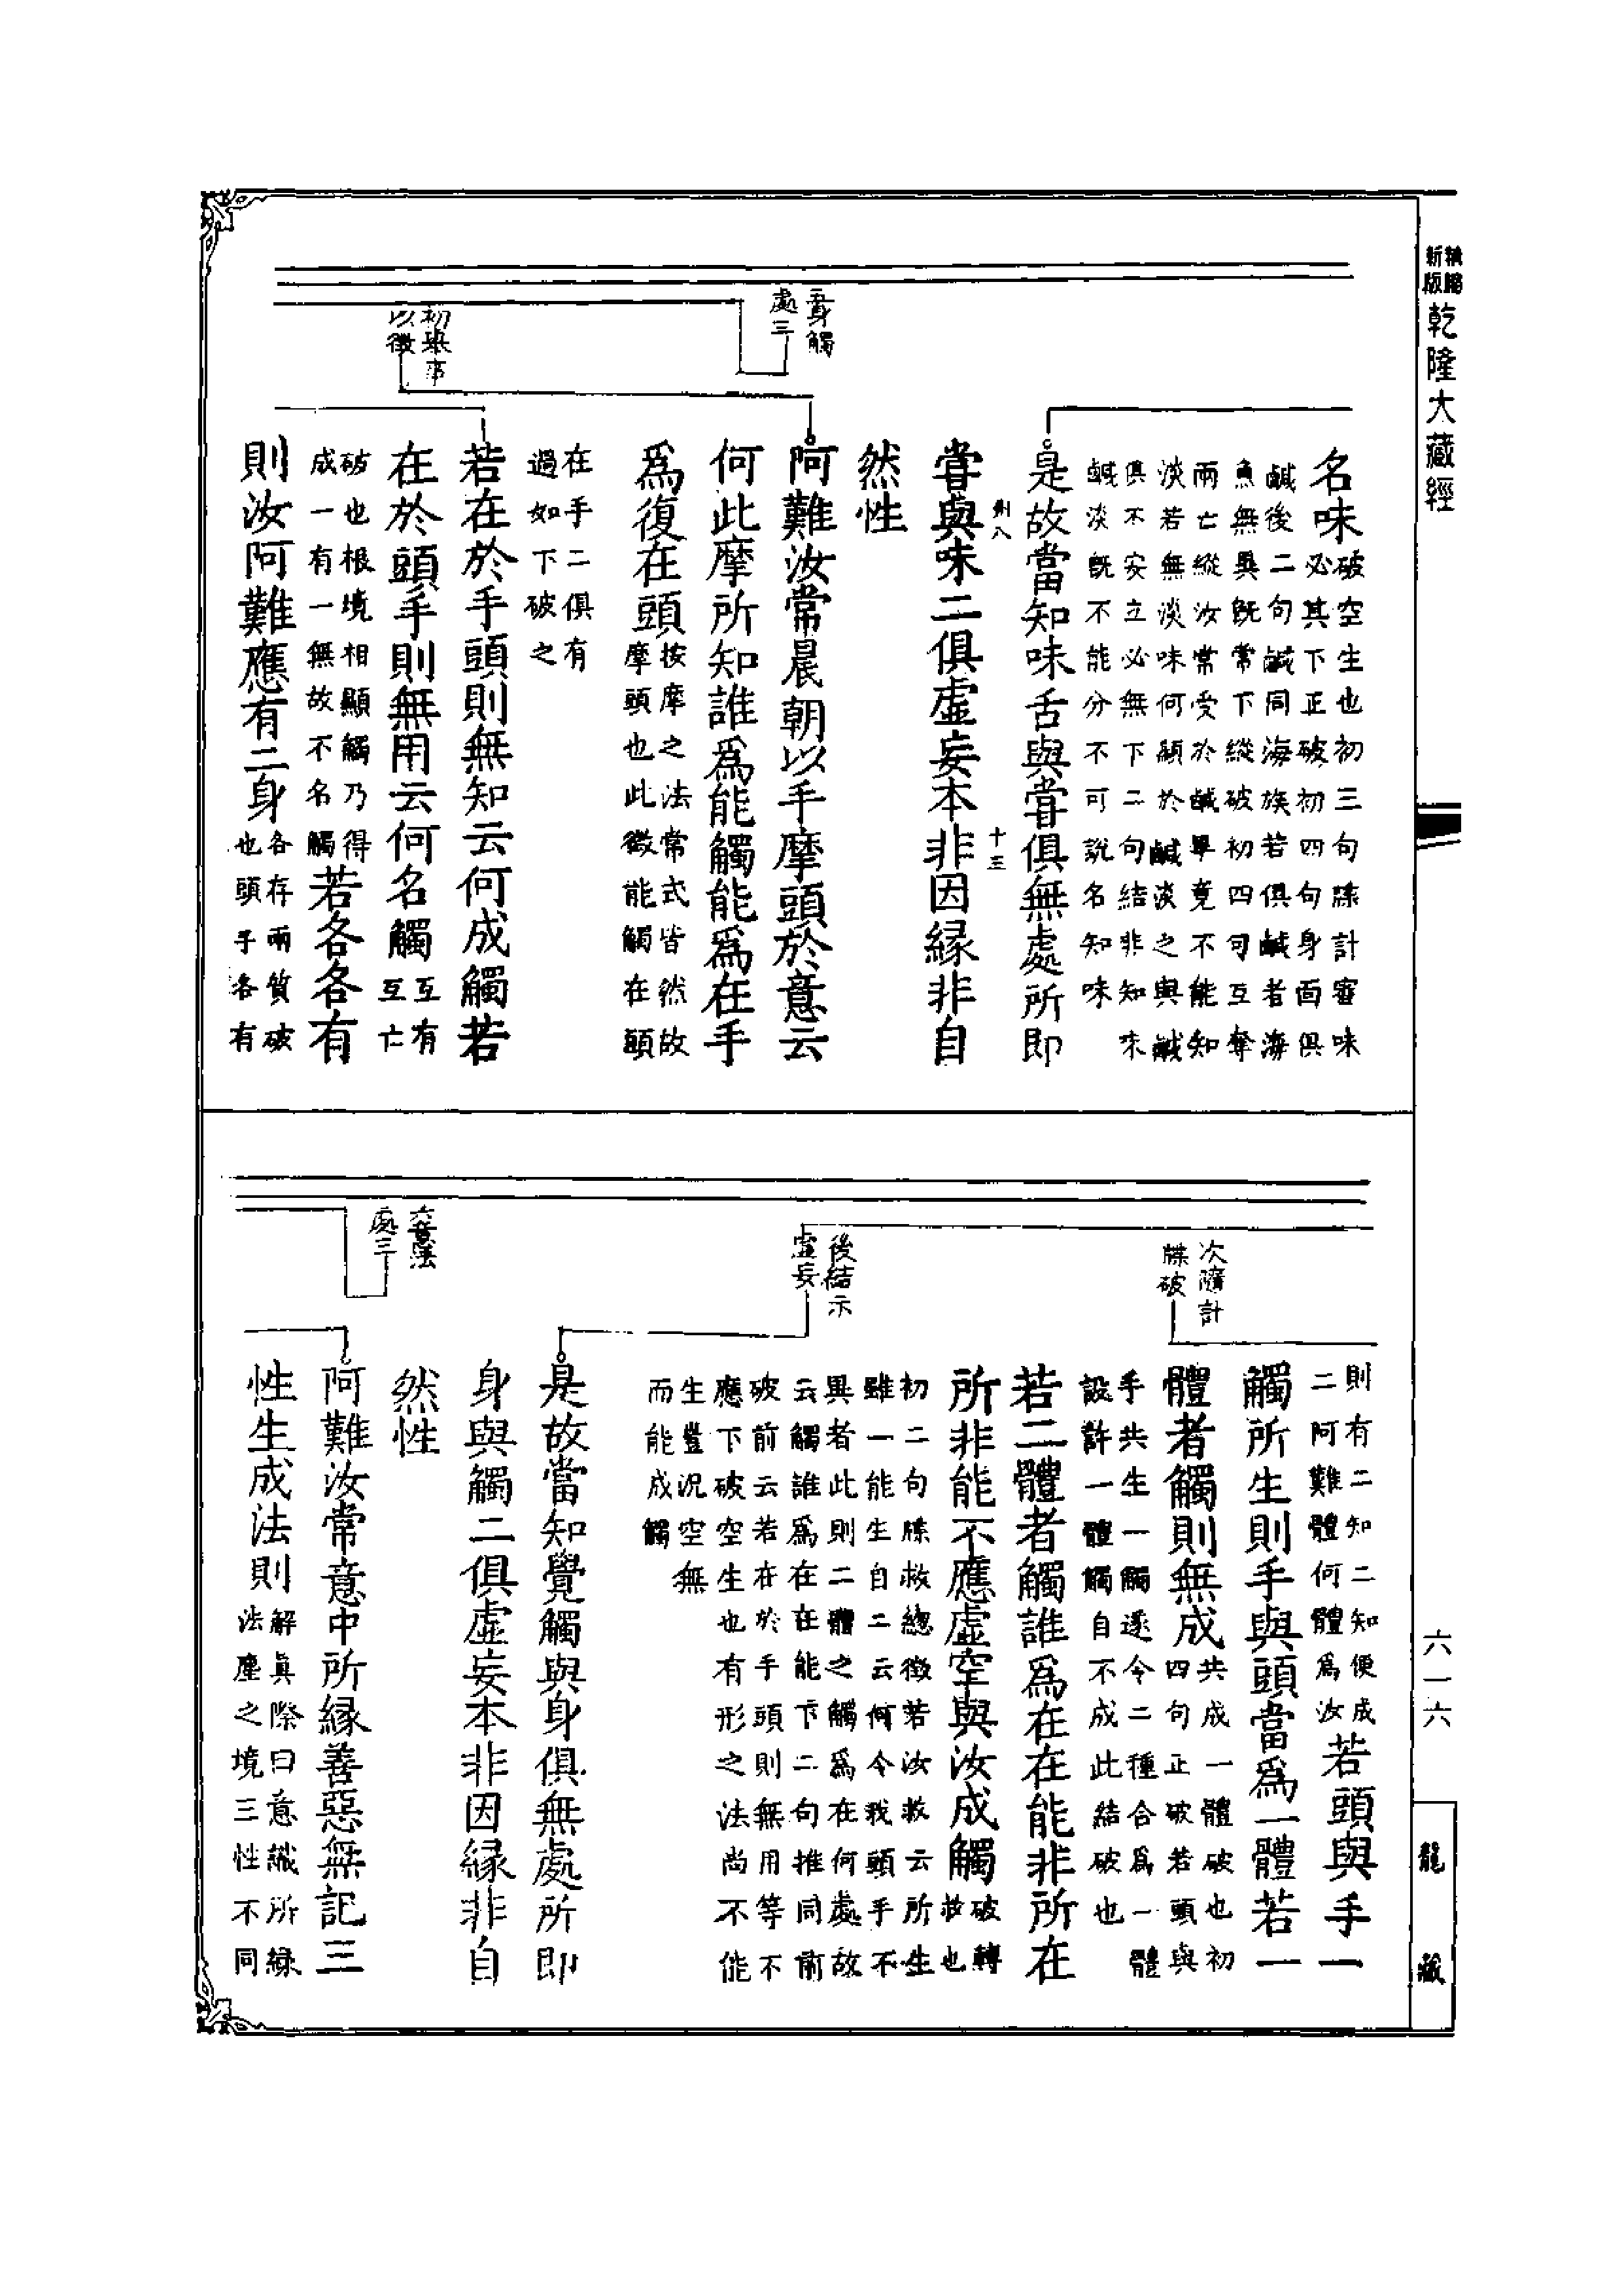 乾隆大藏經
新版
五身觸
處三
初舉事
以徵
名味
破空生也初三句牒計審味
必其下正破初四句身面俱
鹹後二句鹹同海族若俱鹹者海
魚無異既常下縱破初四句互奪
兩亡縱汝常受於鹹畢竟不能知
淡若無淡味何顯於鹹淡之與鹹
俱不安立必無下二句結非知味
鹹淡既不能分不可說名知味
是故當知味舌與嘗俱無處所即
嘗與味二俱虛妄本非因緣非自
十三
然性
阿難汝常晨朝以手摩頭於意云
何此摩所知誰爲能觸能爲在手
爲復在頭
按摩之法常式皆然故
摩頭也此徵能觸在頭
在手二俱有
過如下破之
若在於手頭則無知云何成觸若
在於頭手則無用云何名觸
互有
互亡
破也根境相顯觸乃得
成一有一無故不名觸
若各各有
則汝阿難應有二身
各存兩質破
也頭手各有
次隨計
牒破
後結示
虛妄
六意法
處三
則有二知二知便成
二阿難體何體爲汝
若頭與手一
觸所生則手與頭當爲一體若一
體者觸則無成
共成一體破也初
四句正破若頭與
手共生一觸遂令二種合爲一體
設許一體觸自不成此結破也
若二體者觸誰爲在在能非所在
所非能不應虛空與汝成觸
破轉
救也
初二句牒救總徵若汝救云所生
雖一能生自二云何今我頭手不
異者此則二體之觸爲在何處故
云觸誰爲在在能下二句推同前
破前云若在於手頭則無用等不
應下破空生也有形之法尚不能
生豈況空無
而能成觸
是故當知覺觸與身俱無處所即
身與觸二俱虛妄本非因緣非自
然性
阿難汝常意中所緣善惡無記三
性生成法則
解眞際曰意識所緣
法塵之境三性不同
六一六
龍藏